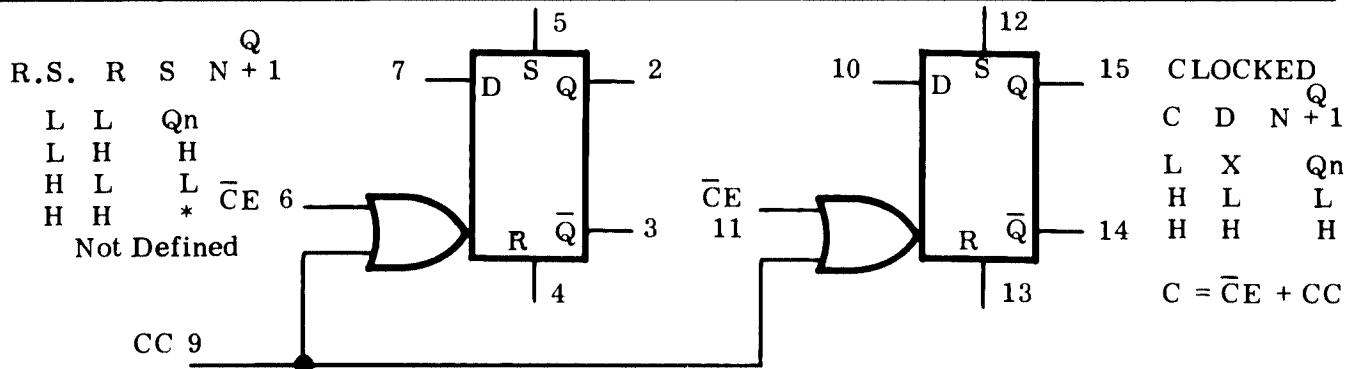 5
12
Q
R.S. R S N + 1
7
D
S
Q
2
10
D
S
Q
15
CLOCKED
Q
C D N + 1
L L Qn
L H H
H L L
H H *
Not Defined
L X Qn
H L L
H H H
C = C̅E + CC
C̅E 6
R
Q̅
3
4
C̅E
11
R
Q̅
14
13
CC 9